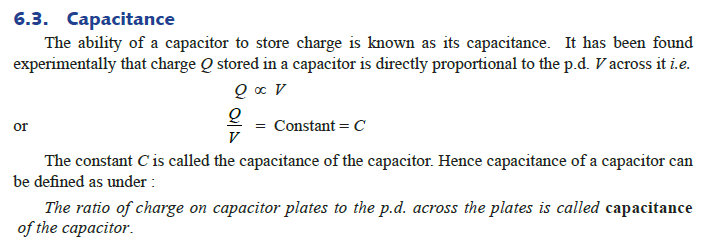 6.3. Capacitance
The ability of a capacitor to store charge is known as its capacitance. It has been found
experimentally that charge Q stored in a capacitor is directly proportional to the p.d. V across it i.e.
Q ∝ V
or Q/V = Constant = C
The constant C is called the capacitance of the capacitor. Hence capacitance of a capacitor can
be defined as under :
The ratio of charge on capacitor plates to the p.d. across the plates is called capacitance
of the capacitor.